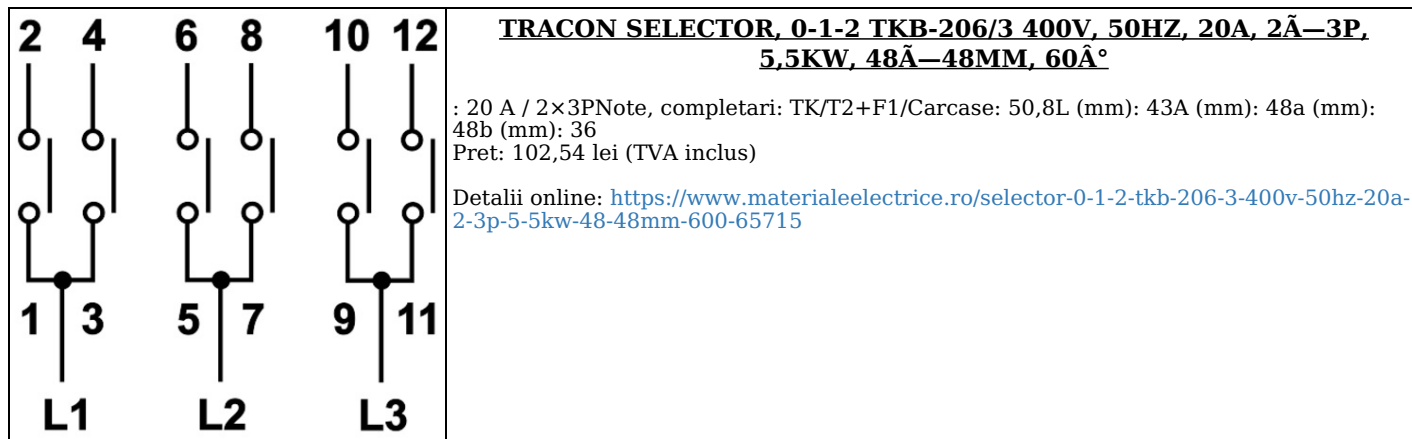 2 4 6 8 10 12
1 3 5 7 9 11
L1 L2 L3
TRACON SELECTOR, 0-1-2 TKB-206/3 400V, 50HZ, 20A, 2Ã—3P,
5,5KW, 48Ã—48MM, 60Â°
: 20 A / 2×3PNote, completari: TK/T2+F1/Carcase: 50,8L (mm): 43A (mm): 48a (mm):
48b (mm): 36
Pret: 102,54 lei (TVA inclus)
Detalii online: https://www.materialeelectrice.ro/selector-0-1-2-tkb-206-3-400v-50hz-20a-
2-3p-5-5kw-48-48mm-600-65715